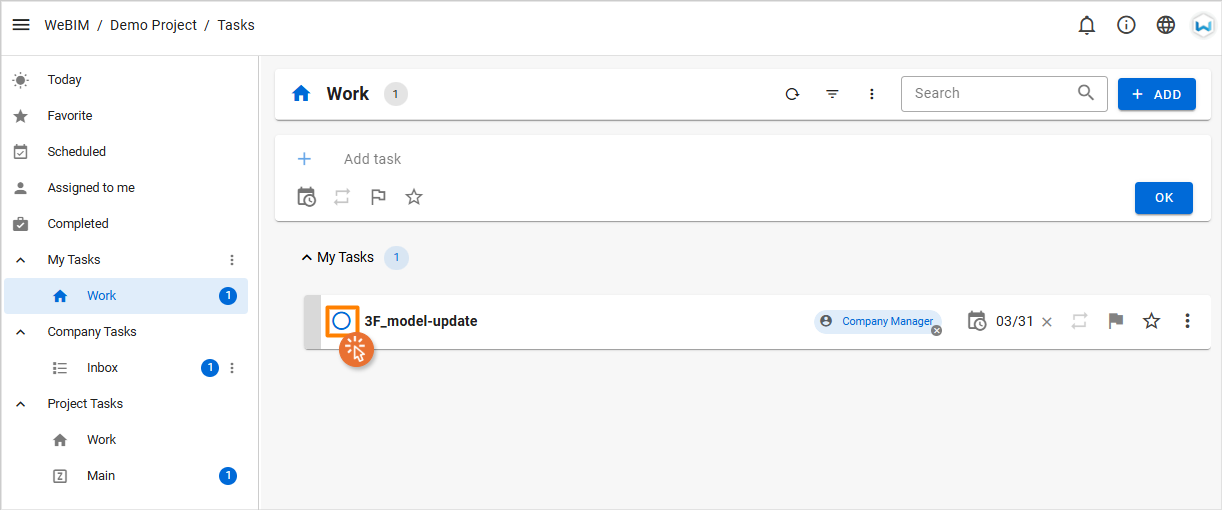 WeBIM / Demo Project / Tasks
Today
Favorite
Scheduled
Assigned to me
Completed
My Tasks
Work 1
Company Tasks
Inbox 1
Project Tasks
Work
Main 1
Work 1
Search
+ ADD
Add task
OK
My Tasks 1
3F_model-update
Company Manager
03/31